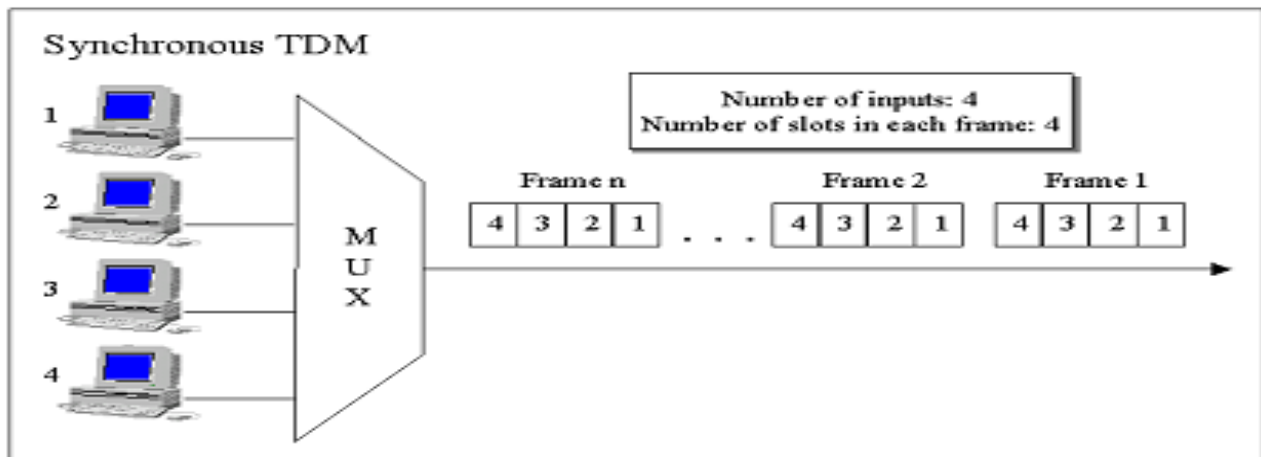 Synchronous TDM
Number of inputs: 4
Number of slots in each frame: 4
1
2
3
4
M
U
X
Frame n Frame 2 Frame 1
4 3 2 1 . . . 4 3 2 1 4 3 2 1